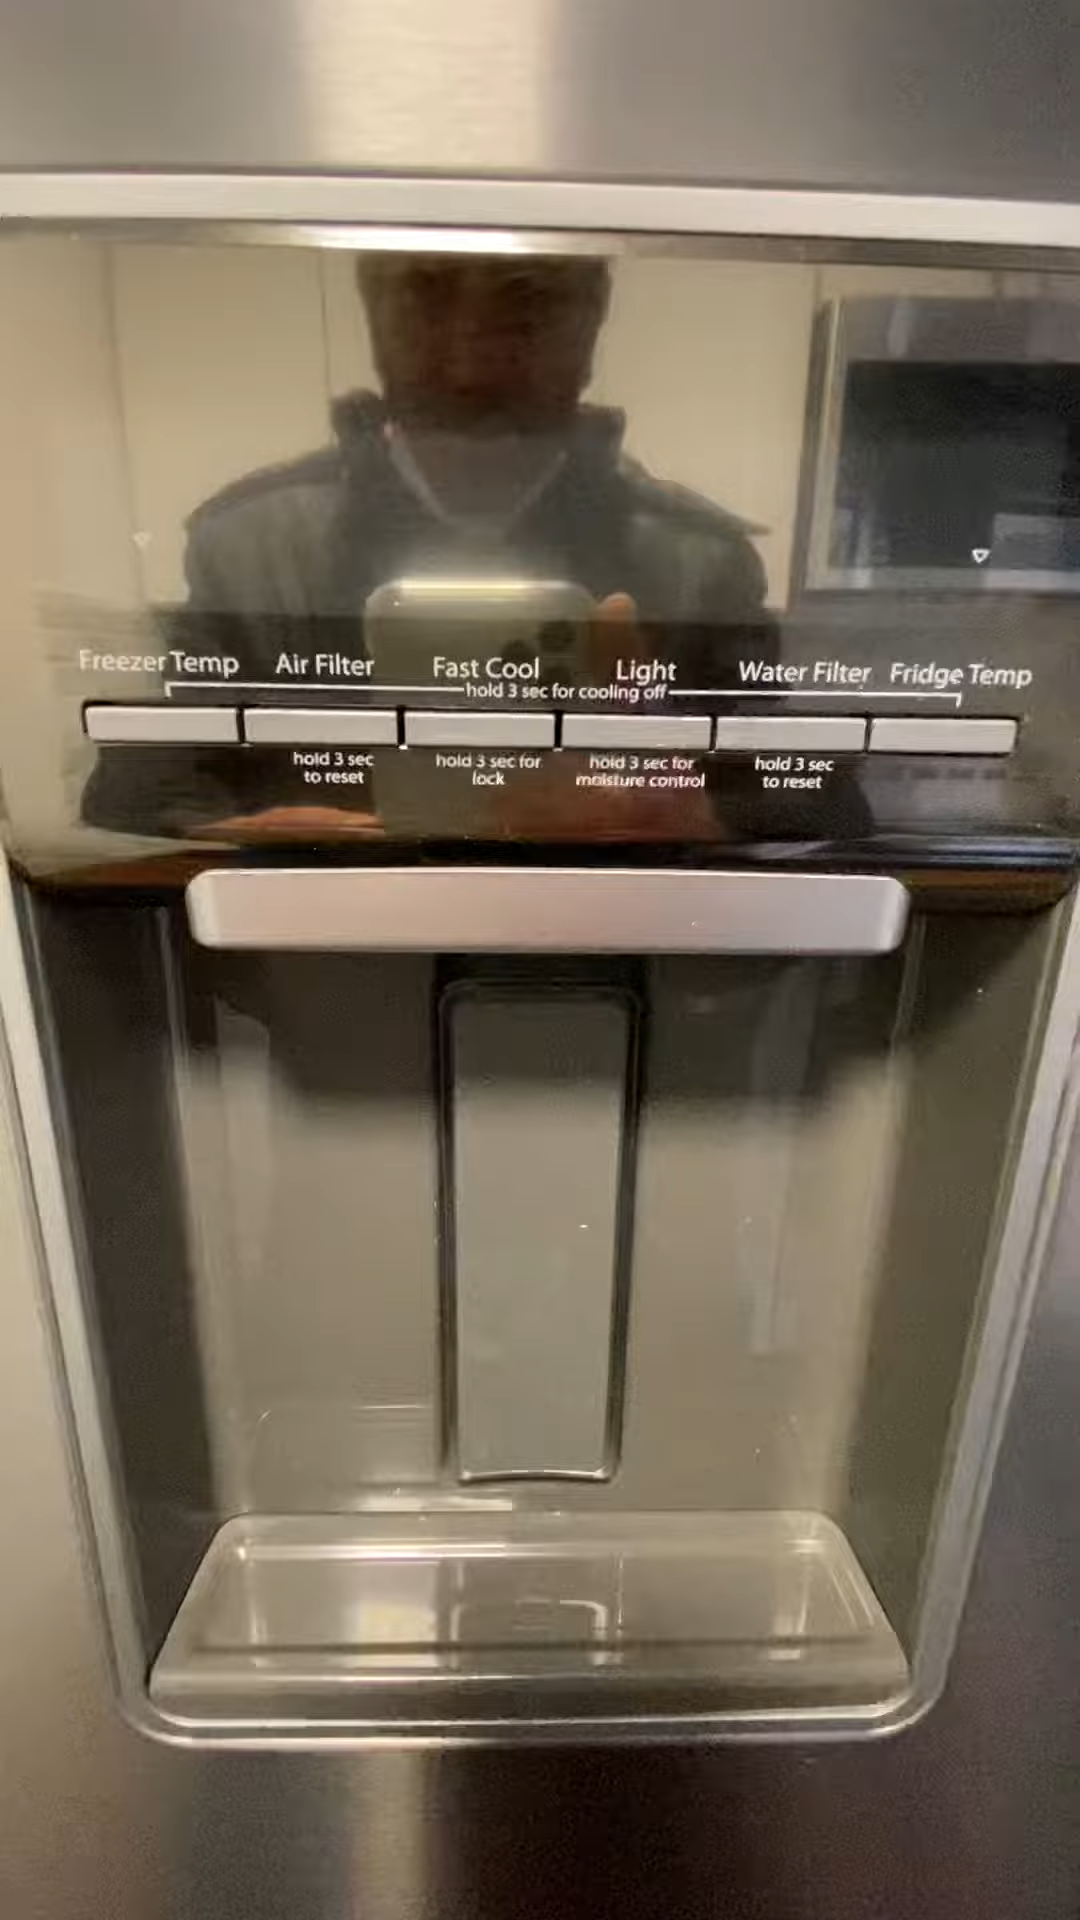 Freezer Temp Air Filter Fast Cool Light Water Filter Fridge Temp
hold 3 sec for cooling off
hold 3 sec to reset
hold 3 sec for lock
hold 3 sec for moisture control
hold 3 sec to reset